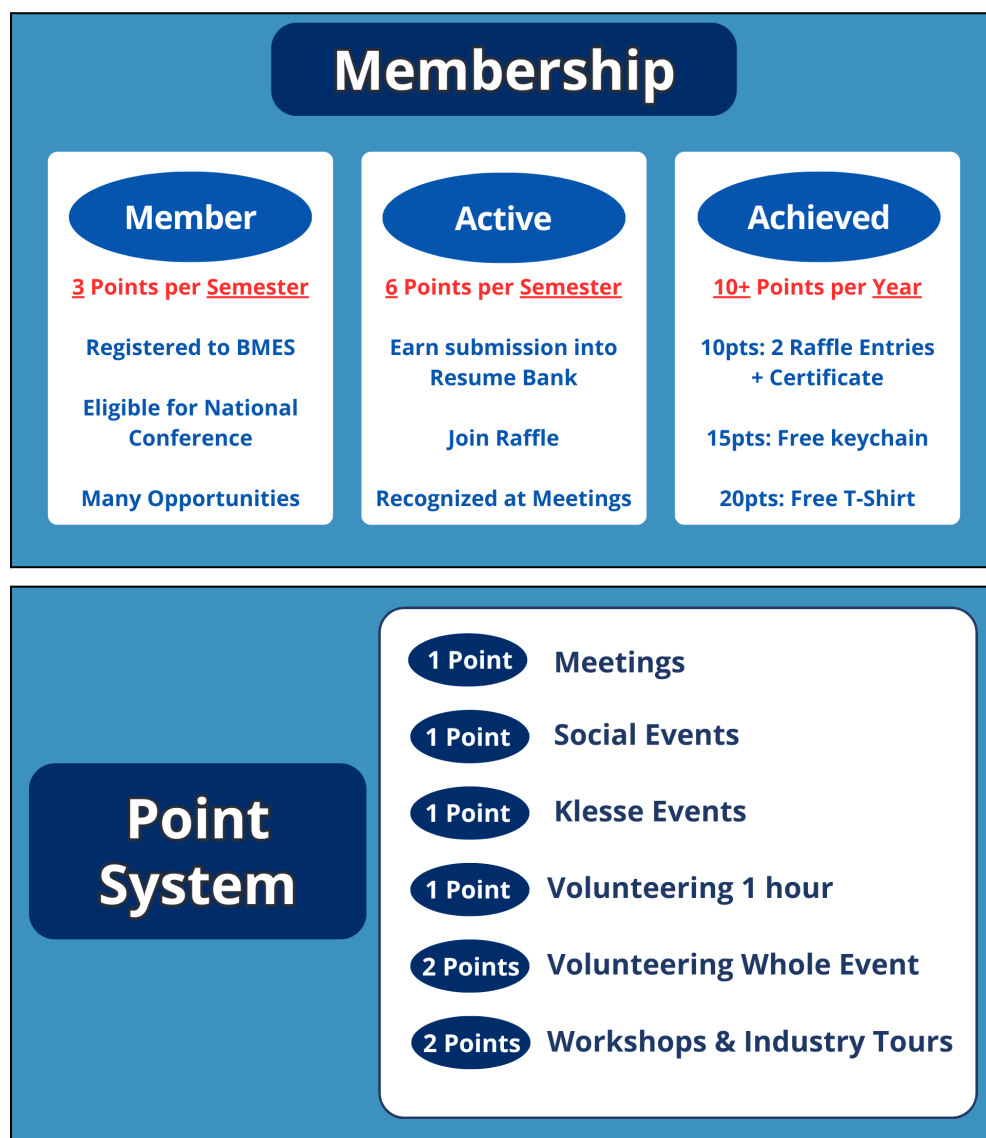 Membership
Member
3 Points per Semester
Registered to BMES
Eligible for National
Conference
Many Opportunities
Active
6 Points per Semester
Earn submission into
Resume Bank
Join Raffle
Recognized at Meetings
Achieved
10+ Points per Year
10pts: 2 Raffle Entries
+ Certificate
15pts: Free keychain
20pts: Free T-Shirt
Point
System
1 Point Meetings
1 Point Social Events
1 Point Klesse Events
1 Point Volunteering 1 hour
2 Points Volunteering Whole Event
2 Points Workshops & Industry Tours